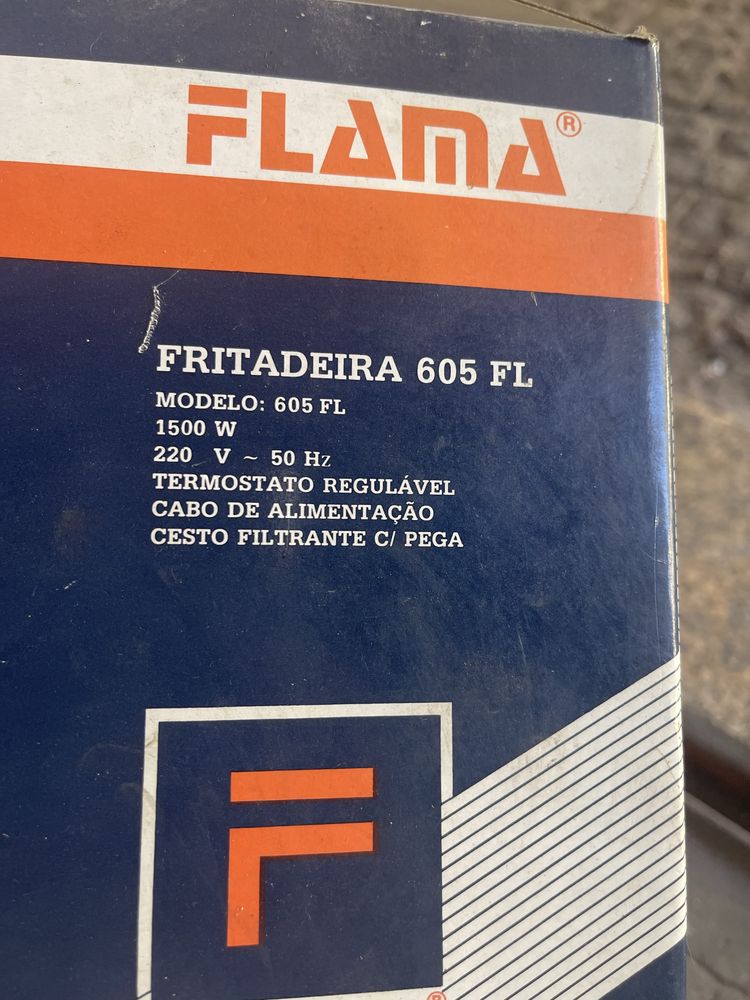 FLAMA®
FRITADEIRA 605 FL
MODELO: 605 FL
1500 W
220 V ~ 50 Hz
TERMOSTATO REGULÁVEL
CABO DE ALIMENTAÇÃO
CESTO FILTRANTE C/ PEGA
F
®